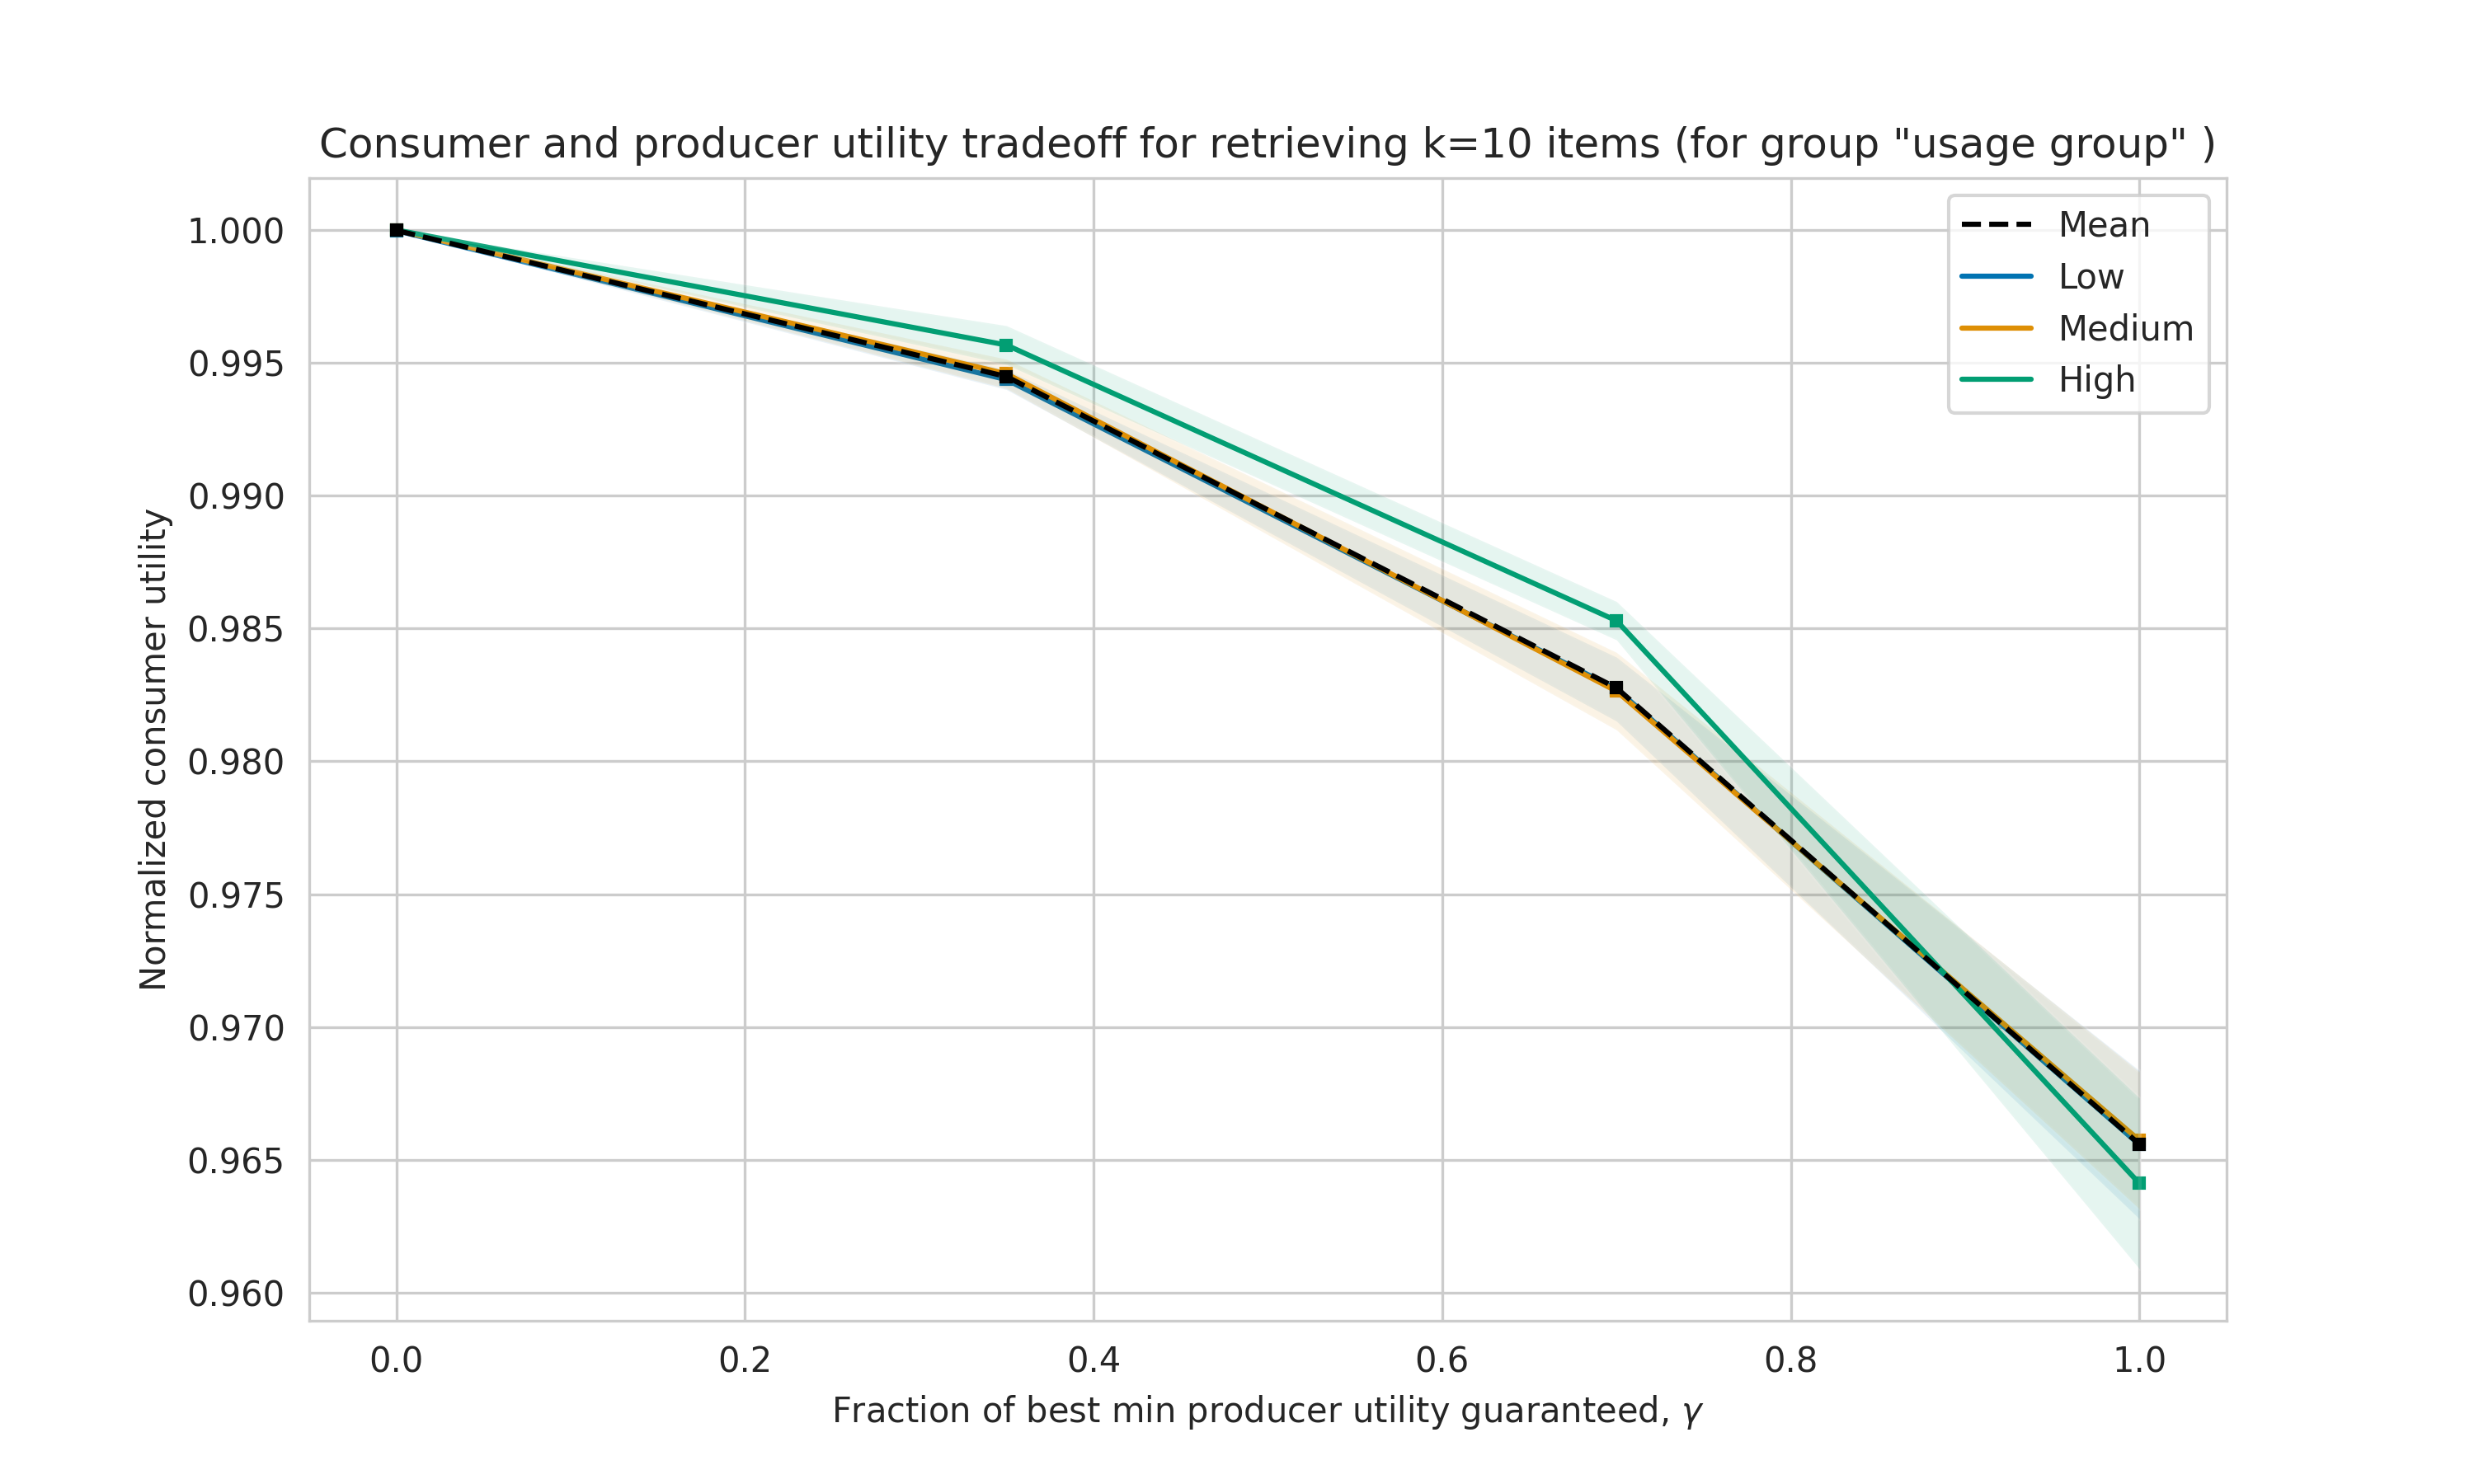 Consumer and producer utility tradeoff for retrieving k=10 items (for group "usage group" )
Mean
Low
Medium
High
Normalized consumer utility
1.000
0.995
0.990
0.985
0.980
0.975
0.970
0.965
0.960
0.0 0.2 0.4 0.6 0.8 1.0
Fraction of best min producer utility guaranteed, γ